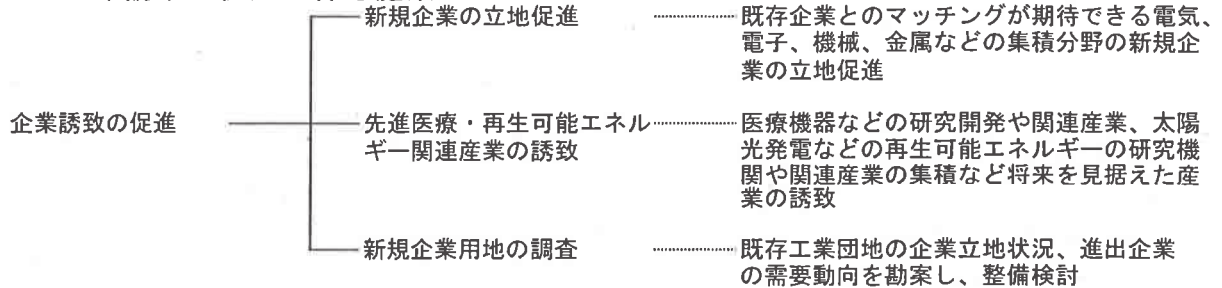 新規企業の立地促進
既存企業とのマッチングが期待できる電気、
電子、機械、金属などの集積分野の新規企
業の立地促進
企業誘致の促進
先進医療・再生可能エネル
ギー関連産業の誘致
医療機器などの研究開発や関連産業、太陽
光発電などの再生可能エネルギーの研究機
関や関連産業の集積など将来を見据えた産
業の誘致
新規企業用地の調査
既存工業団地の企業立地状況、進出企業
の需要動向を勘案し、整備検討